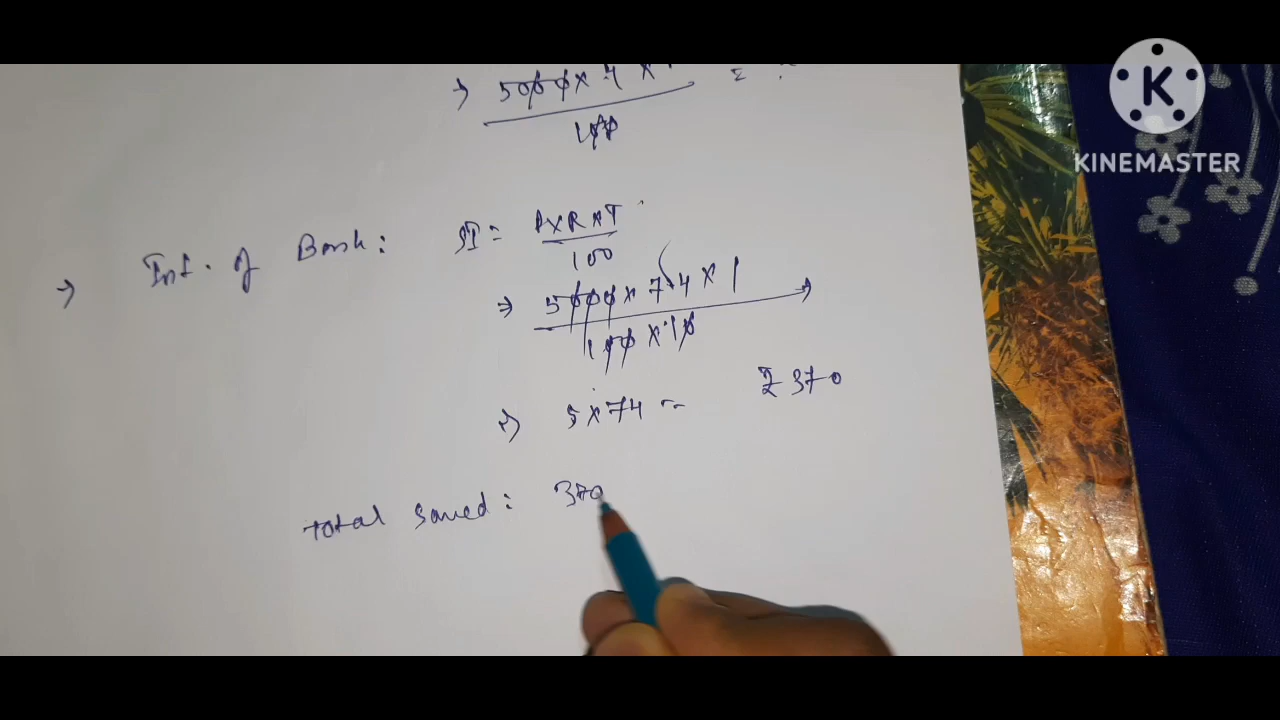 → 5000 x 4 x
100
KINEMASTER
→ Int. of Bank: SI = PXRXT
100
⇒ 5000 x 7.4 x 1 →
100 x 10
⇒ 5 x 74 = ₹ 370
Total saved: 370